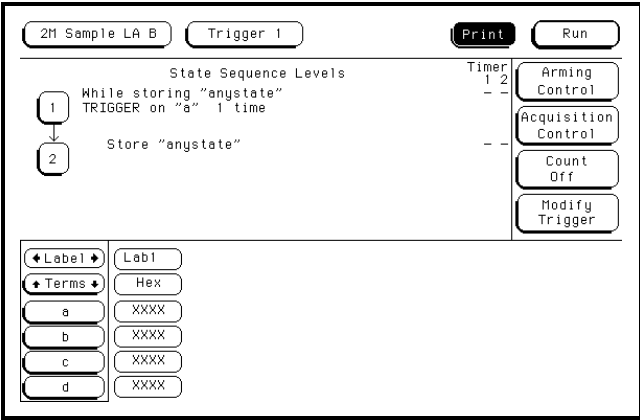 2M Sample LA B Trigger 1 Print Run
State Sequence Levels Timer
1 2
While storing "anystate" - -
1 TRIGGER on "a" 1 time
Store "anystate" - -
2
Arming
Control
Acquisition
Control
Count
Off
Modify
Trigger
Label Lab1
Terms Hex
a XXXX
b XXXX
c XXXX
d XXXX